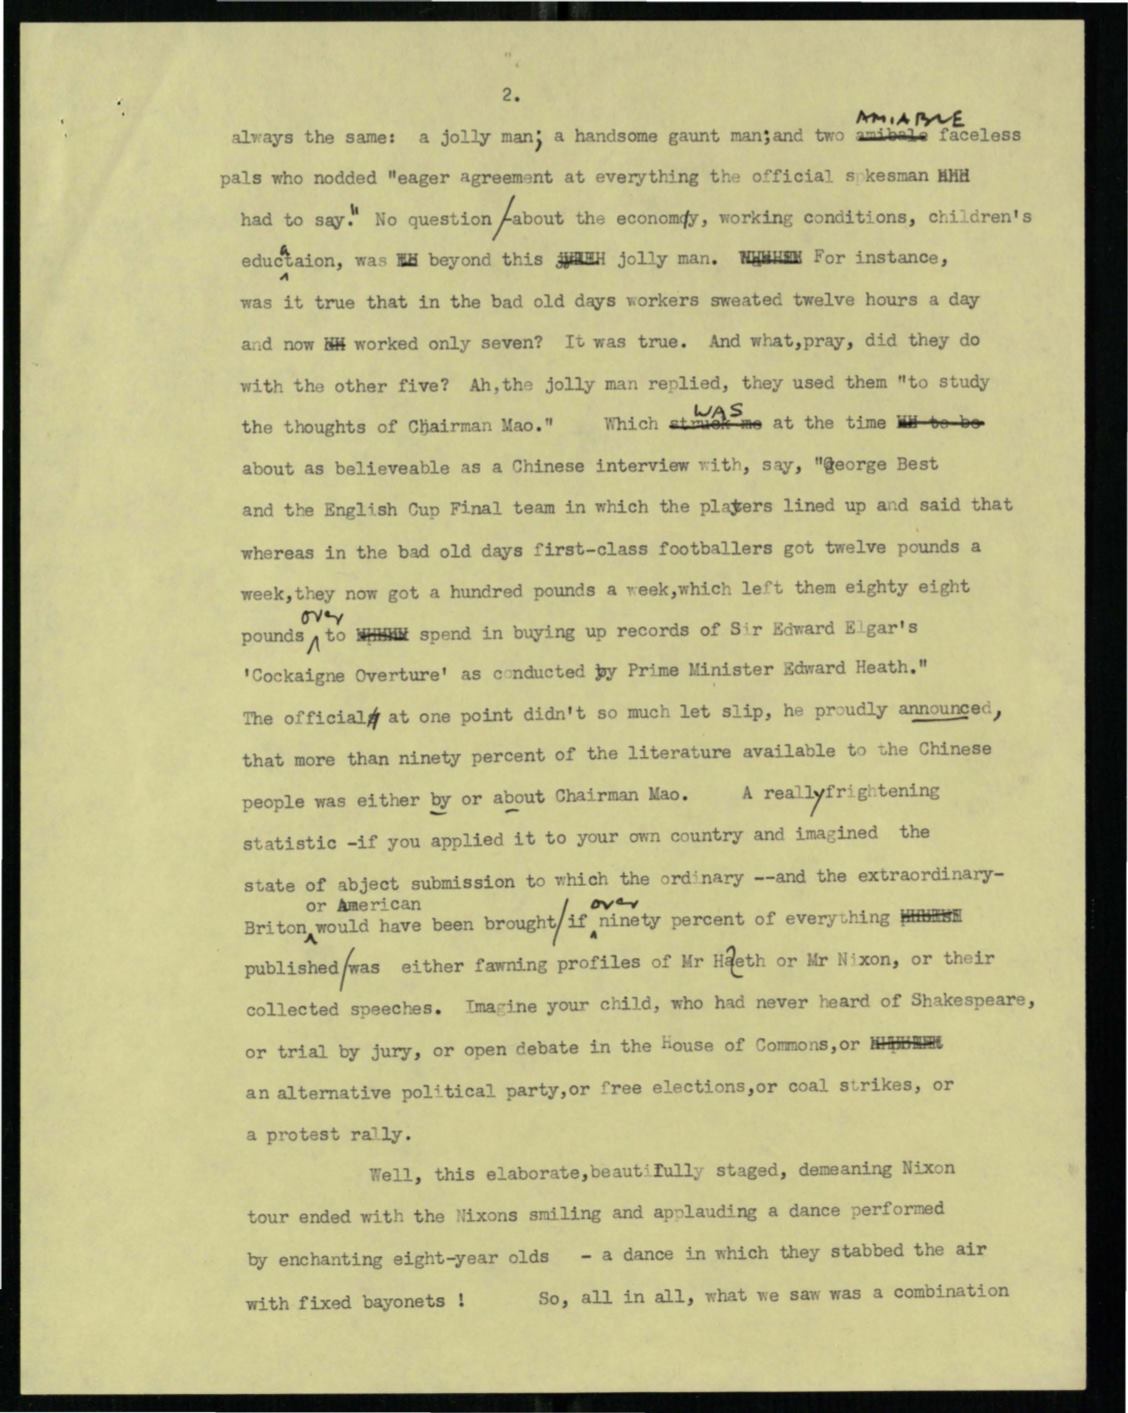 2.
AMIABLE
always the same: a jolly man; a handsome gaunt man;and two amibale faceless
pals who nodded "eager agreement at everything the official spkesman
had to say." No question/-about the economy, working conditions, children's
a
eductaion, was beyond this jolly man. For instance,
was it true that in the bad old days workers sweated twelve hours a day
and now worked only seven? It was true. And what,pray, did they do
with the other five? Ah,the jolly man replied, they used them "to study
WAS
the thoughts of Chairman Mao." Which struck me at the time to be
about as believeable as a Chinese interview with, say, "George Best
and the English Cup Final team in which the players lined up and said that
whereas in the bad old days first-class footballers got twelve pounds a
week,they now got a hundred pounds a week,which left them eighty eight
over
pounds to spend in buying up records of Sir Edward Elgar's
'Cockaigne Overture' as conducted by Prime Minister Edward Heath."
The official at one point didn't so much let slip, he proudly announced,
that more than ninety percent of the literature available to the Chinese
people was either by or about Chairman Mao. A really frightening
statistic -if you applied it to your own country and imagined the
state of abject submission to which the ordinary --and the extraordinary-
or American over
Briton would have been brought/if ninety percent of everything
published/was either fawning profiles of Mr Haeth or Mr Nixon, or their
collected speeches. Imagine your child, who had never heard of Shakespeare,
or trial by jury, or open debate in the House of Commons,or
an alternative political party,or free elections,or coal strikes, or
a protest rally.
Well, this elaborate,beautifully staged, demeaning Nixon
tour ended with the Nixons smiling and applauding a dance performed
by enchanting eight-year olds - a dance in which they stabbed the air
with fixed bayonets ! So, all in all, what we saw was a combination